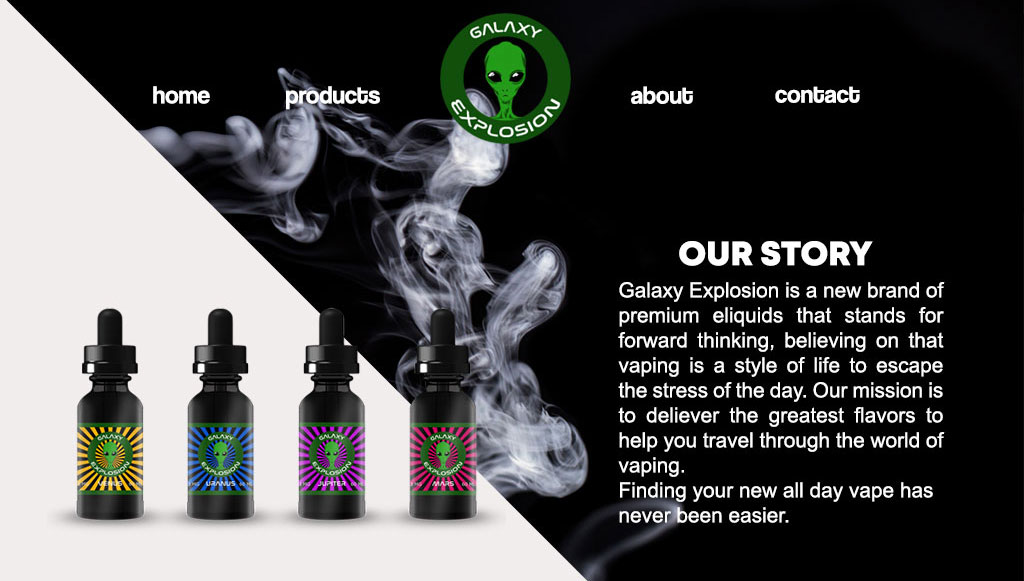 GALAXY
EXPLOSION
home
products
about
contact
OUR STORY
Galaxy Explosion is a new brand of
premium eliquids that stands for
forward thinking, believing on that
vaping is a style of life to escape
the stress of the day. Our mission is
to deliever the greatest flavors to
help you travel through the world of
vaping.
Finding your new all day vape has
never been easier.
GALAXY
EXPLOSION
VENUS
GALAXY
EXPLOSION
URANUS
GALAXY
EXPLOSION
JUPITER
GALAXY
EXPLOSION
MARS